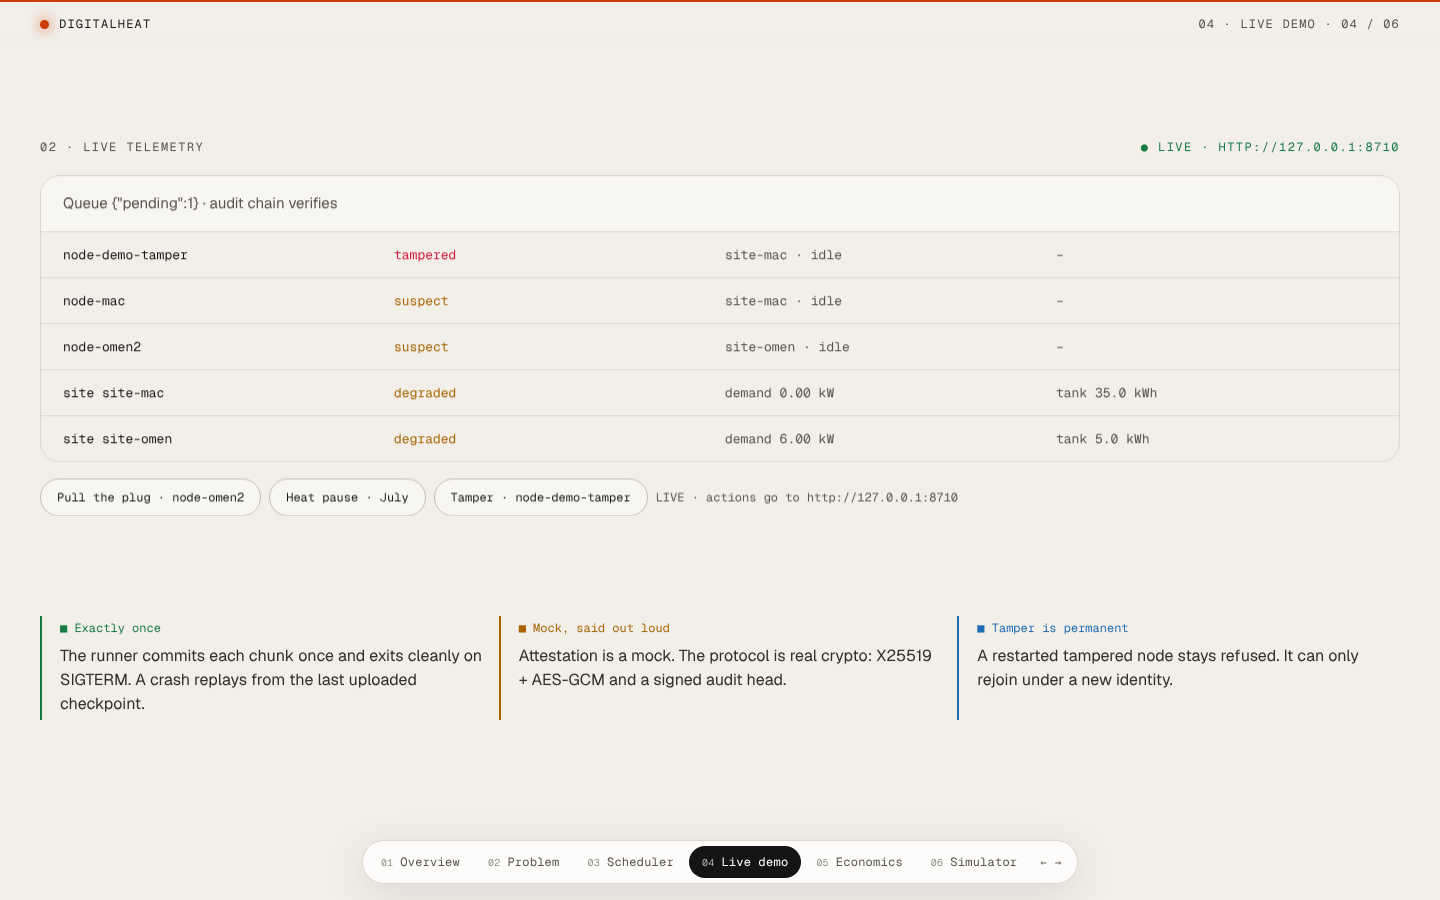 DIGITALHEAT
04 · LIVE DEMO · 04 / 06
02 · LIVE TELEMETRY
● LIVE · HTTP://127.0.0.1:8710
Queue {"pending":1} · audit chain verifies
node-demo-tamper tampered site-mac · idle –
node-mac suspect site-mac · idle –
node-omen2 suspect site-omen · idle –
site site-mac degraded demand 0.00 kW tank 35.0 kWh
site site-omen degraded demand 6.00 kW tank 5.0 kWh
Pull the plug · node-omen2 Heat pause · July Tamper · node-demo-tamper LIVE · actions go to http://127.0.0.1:8710
■ Exactly once
The runner commits each chunk once and exits cleanly on
SIGTERM. A crash replays from the last uploaded
checkpoint.
■ Mock, said out loud
Attestation is a mock. The protocol is real crypto: X25519
+ AES-GCM and a signed audit head.
■ Tamper is permanent
A restarted tampered node stays refused. It can only
rejoin under a new identity.
01 Overview 02 Problem 03 Scheduler 04 Live demo 05 Economics 06 Simulator ← →